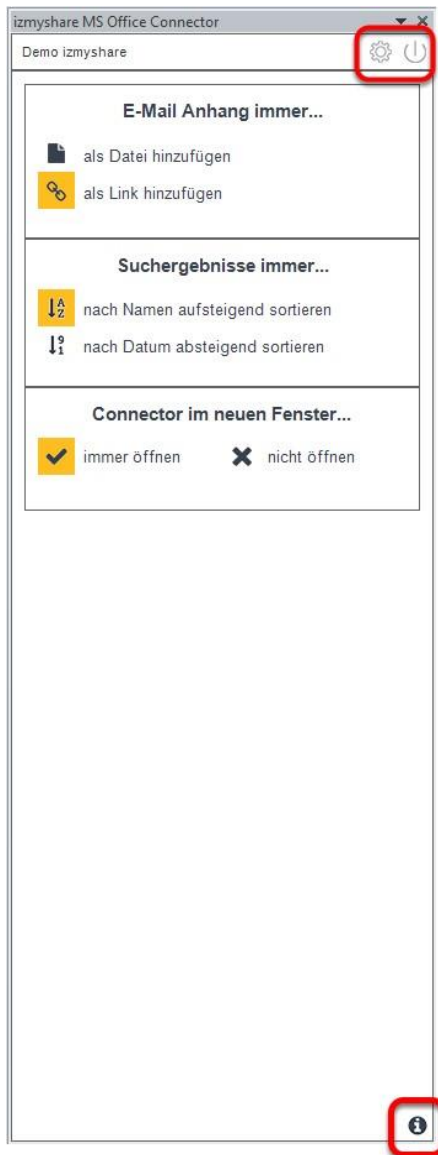 izmyshare MS Office Connector
Demo izmyshare
E-Mail Anhang immer...
als Datei hinzufügen
als Link hinzufügen
Suchergebnisse immer...
nach Namen aufsteigend sortieren
nach Datum absteigend sortieren
Connector im neuen Fenster...
immer öffnen nicht öffnen